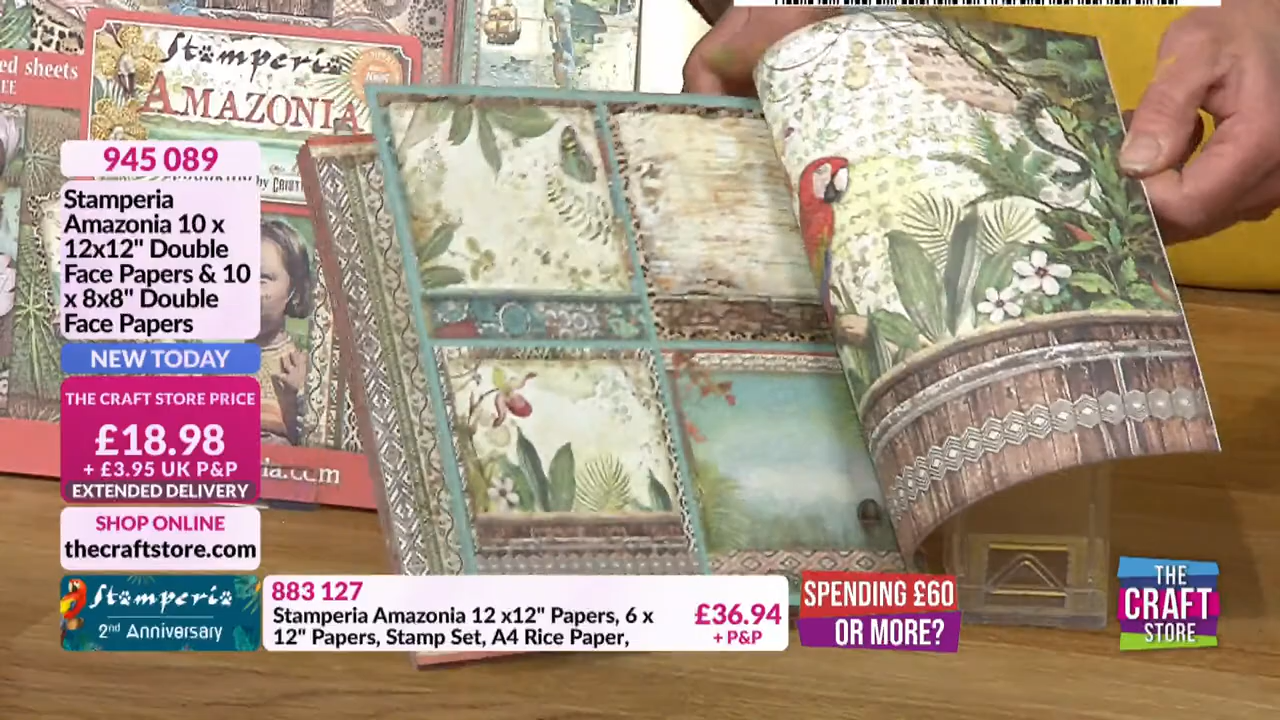 ed sheets
EE
Stamperia
AMAZONIA
by CRISTI
945 089
Stamperia
Amazonia 10 x
12x12" Double
Face Papers & 10
x 8x8" Double
Face Papers
NEW TODAY
THE CRAFT STORE PRICE
£18.98
+ £3.95 UK P&P
EXTENDED DELIVERY
SHOP ONLINE
thecraftstore.com
ia.com
Stamperia
2nd Anniversary
883 127
Stamperia Amazonia 12 x12" Papers, 6 x
12" Papers, Stamp Set, A4 Rice Paper,
£36.94
+ P&P
SPENDING £60
OR MORE?
THE
CRAFT
STORE